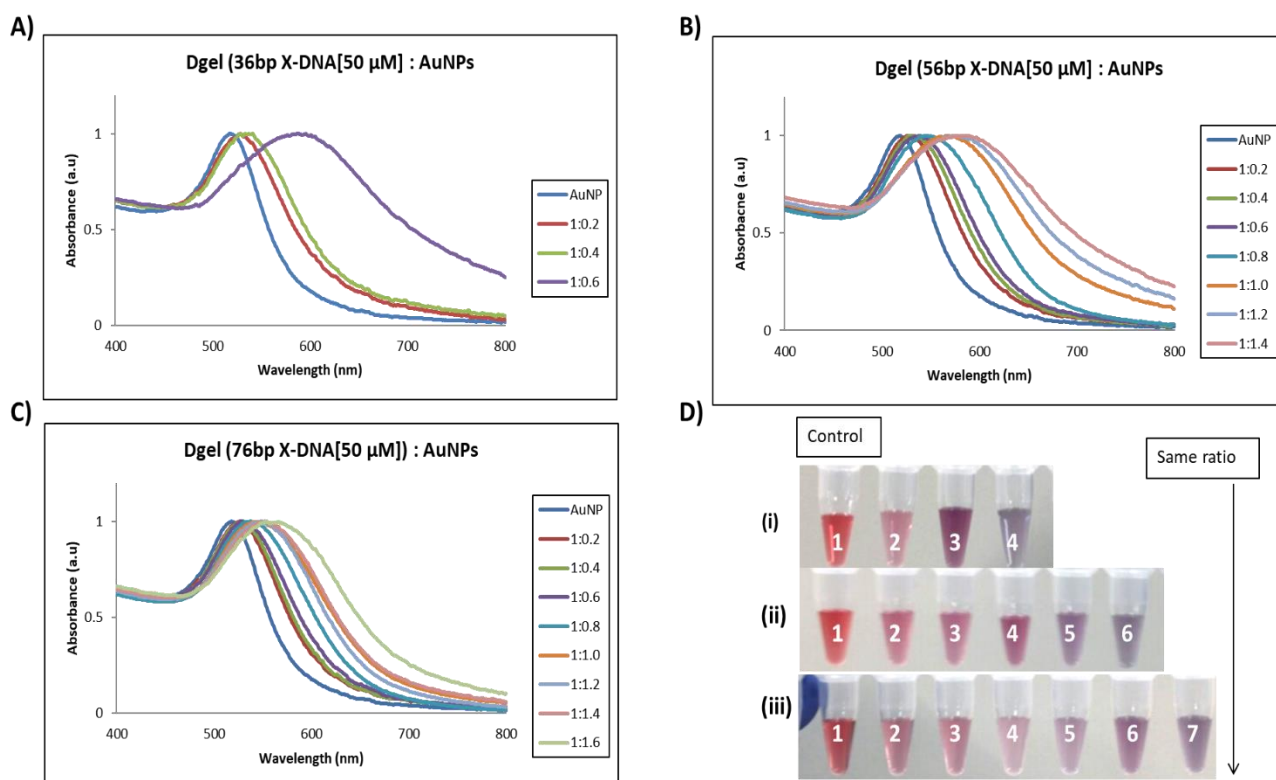 A)
Dgel (36bp X-DNA[50 µM] : AuNPs
Absorbance (a.u)
1
0.5
0
400 500 600 700 800
Wavelength (nm)
AuNP
1:0.2
1:0.4
1:0.6
B)
Dgel (56bp X-DNA[50 µM] : AuNPs
Absorbacne (a.u)
1
0.5
0
400 500 600 700 800
Wavelength (nm)
AuNP
1:0.2
1:0.4
1:0.6
1:0.8
1:1.0
1:1.2
1:1.4
C)
Dgel (76bp X-DNA[50 µM]) : AuNPs
Absorbance (a.u)
1
0.5
0
400 500 600 700 800
Wavelength (nm)
AuNP
1:0.2
1:0.4
1:0.6
1:0.8
1:1.0
1:1.2
1:1.4
1:1.6
D)
Control
Same ratio
(i)
1 2 3 4
(ii)
1 2 3 4 5 6
(iii)
1 2 3 4 5 6 7